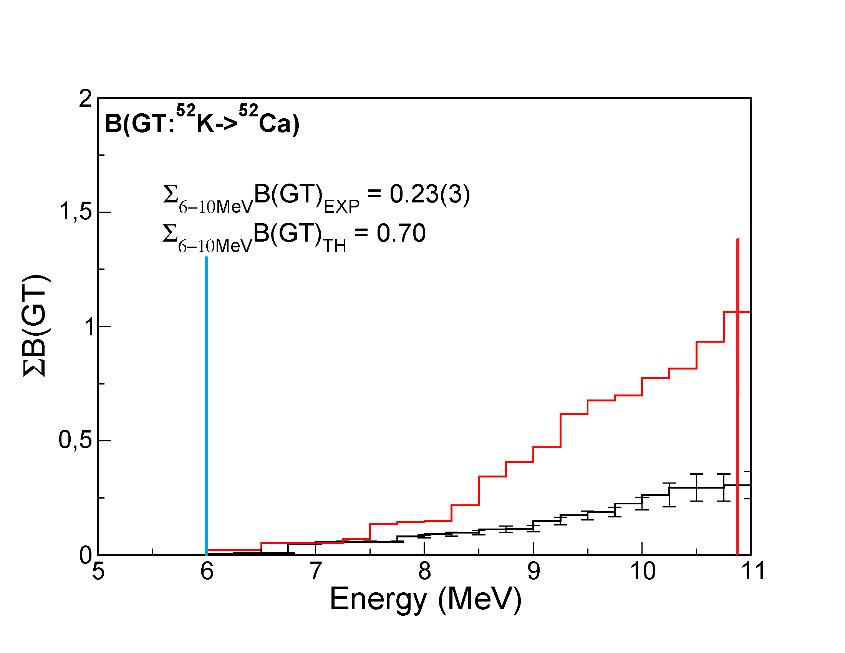 2
B(GT:52K->52Ca)
Σ6–10MeVB(GT)EXP = 0.23(3)
1,5
Σ6–10MeVB(GT)TH = 0.70
1
ΣB(GT)
0,5
0
5 6 7 8 9 10 11
Energy (MeV)